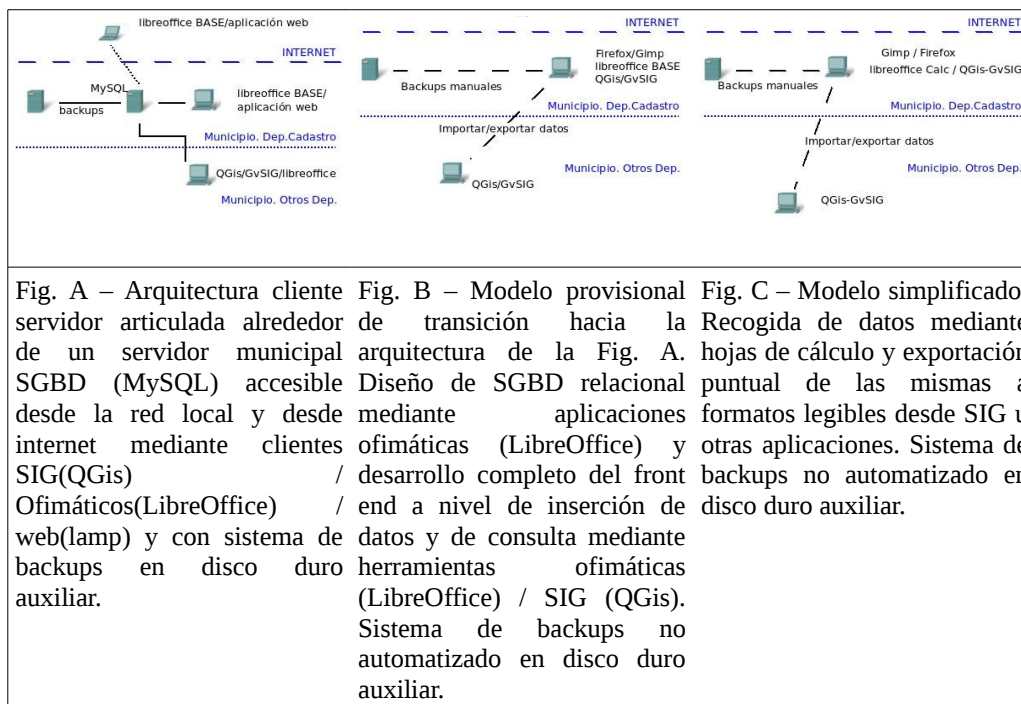 libreoffice BASE/aplicación web
INTERNET
MySQL
backups
libreoffice BASE/
aplicación web
Municipio. Dep.Cadastro
QGis/GvSIG/libreoffice
Municipio. Otros Dep.
INTERNET
Firefox/Gimp
libreoffice BASE
QGis/GvSIG
Backups manuales
Municipio. Dep.Cadastro
Importar/exportar datos
Municipio. Otros Dep.
QGis/GvSIG
INTERNET
Gimp / Firefox
libreoffice Calc / QGis-GvSIG
Backups manuales
Municipio. Dep.Cadastro
Importar/exportar datos
Municipio. Otros Dep.
QGis-GvSIG
Fig. A – Arquitectura cliente
servidor articulada alrededor
de un servidor municipal
SGBD (MySQL) accesible
desde la red local y desde
internet mediante clientes
SIG(QGis) /
Ofimáticos(LibreOffice) /
web(lamp) y con sistema de
backups en disco duro
auxiliar.
Fig. B – Modelo provisional
de transición hacia la
arquitectura de la Fig. A.
Diseño de SGBD relacional
mediante aplicaciones
ofimáticas (LibreOffice) y
desarrollo completo del front
end a nivel de inserción de
datos y de consulta mediante
herramientas ofimáticas
(LibreOffice) / SIG (QGis).
Sistema de backups no
automatizado en disco duro
auxiliar.
Fig. C – Modelo simplificado
Recogida de datos mediante
hojas de cálculo y exportación
puntual de las mismas a
formatos legibles desde SIG u
otras aplicaciones. Sistema de
backups no automatizado en
disco duro auxiliar.